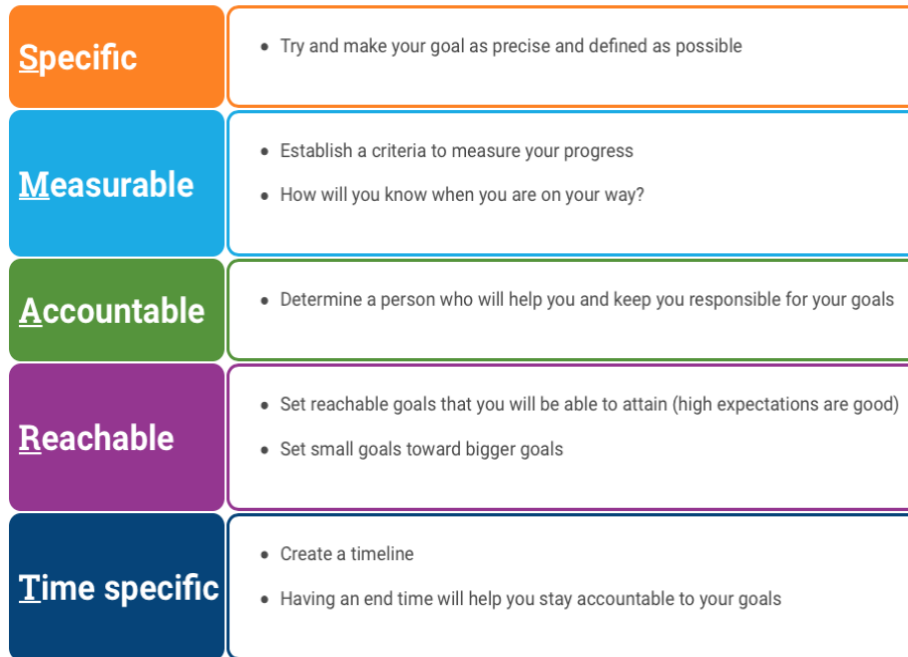 Specific
• Try and make your goal as precise and defined as possible
Measurable
• Establish a criteria to measure your progress
• How will you know when you are on your way?
Accountable
• Determine a person who will help you and keep you responsible for your goals
Reachable
• Set reachable goals that you will be able to attain (high expectations are good)
• Set small goals toward bigger goals
Time specific
• Create a timeline
• Having an end time will help you stay accountable to your goals